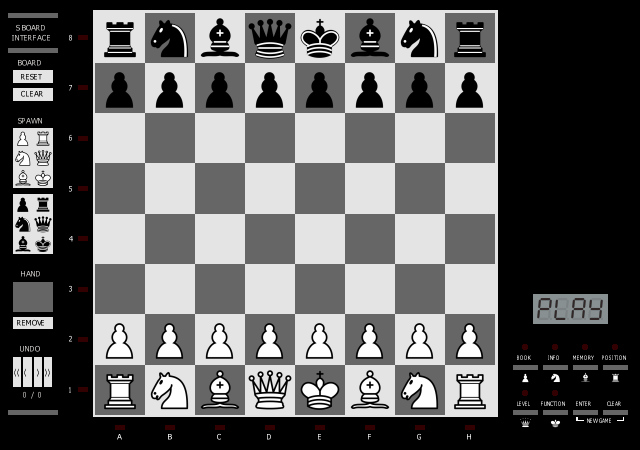 S BOARD
INTERFACE
BOARD
RESET
CLEAR
SPAWN
HAND
REMOVE
UNDO
0 / 0
8
7
6
5
4
3
2
1
A B C D E F G H
PLAY
BOOK INFO MEMORY POSITION
LEVEL FUNCTION ENTER CLEAR
NEW GAME